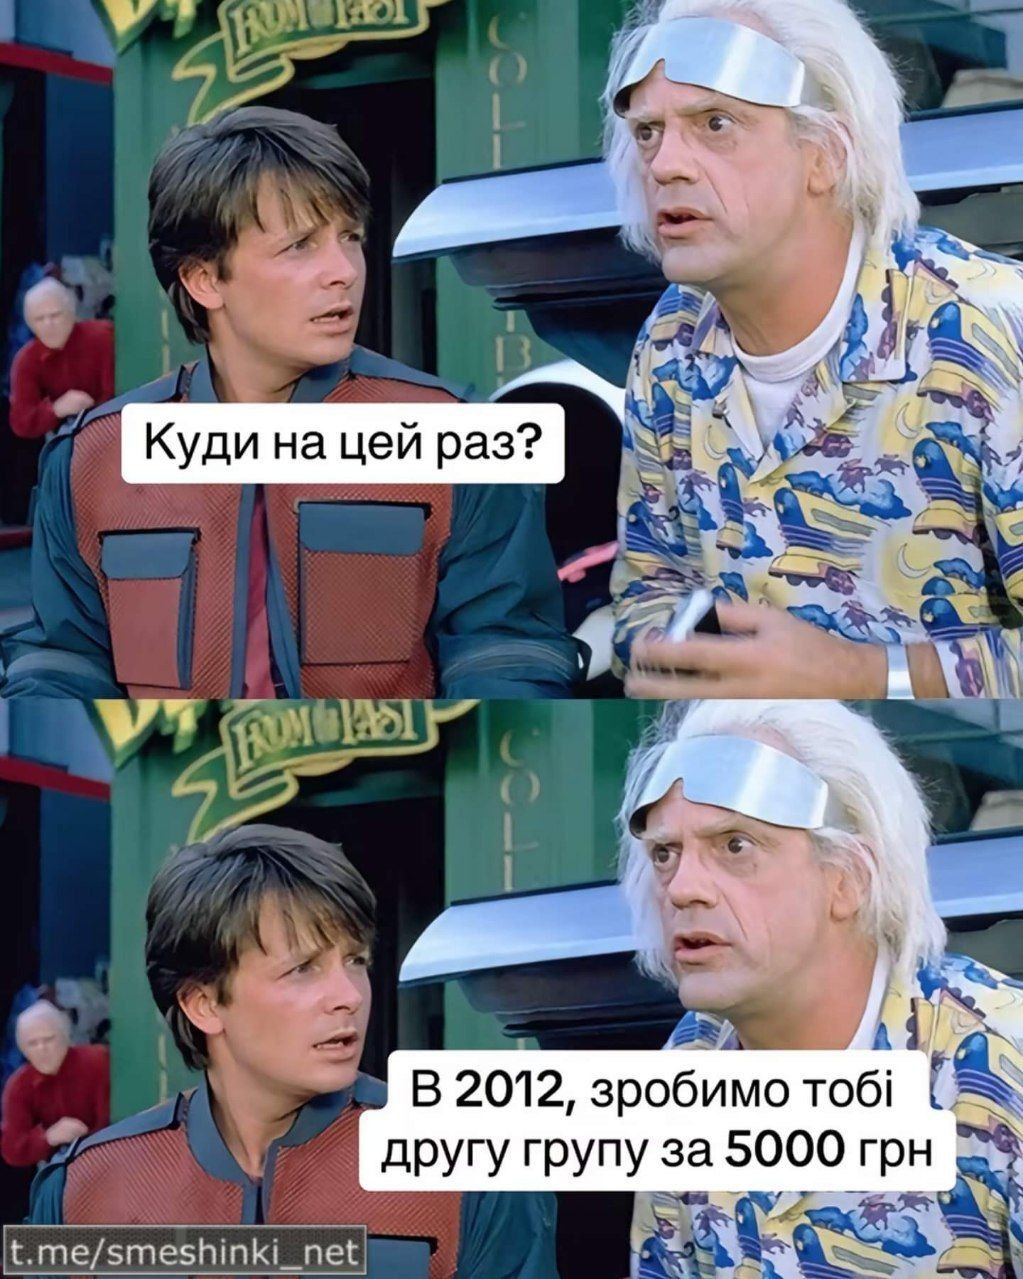 Куди на цей раз?
В 2012, зробимо тобі
другу групу за 5000 грн
t.me/smeshinki_net